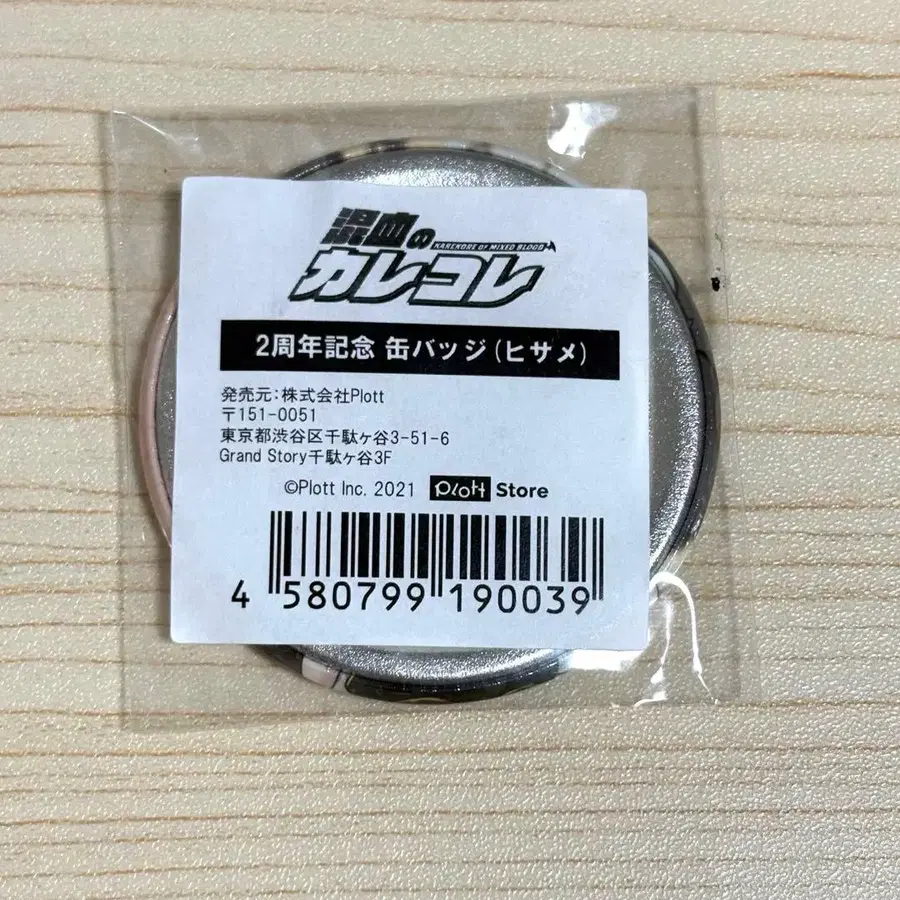 混血の
KAREKORE OF MIXED BLOOD
カレコレ
2周年記念 缶バッジ(ヒサメ)
発売元:株式会社Plott
〒151-0051
東京都渋谷区千駄ヶ谷3-51-6
Grand Story千駄ヶ谷3F
©Plott Inc. 2021 Plott Store
4 580799 190039